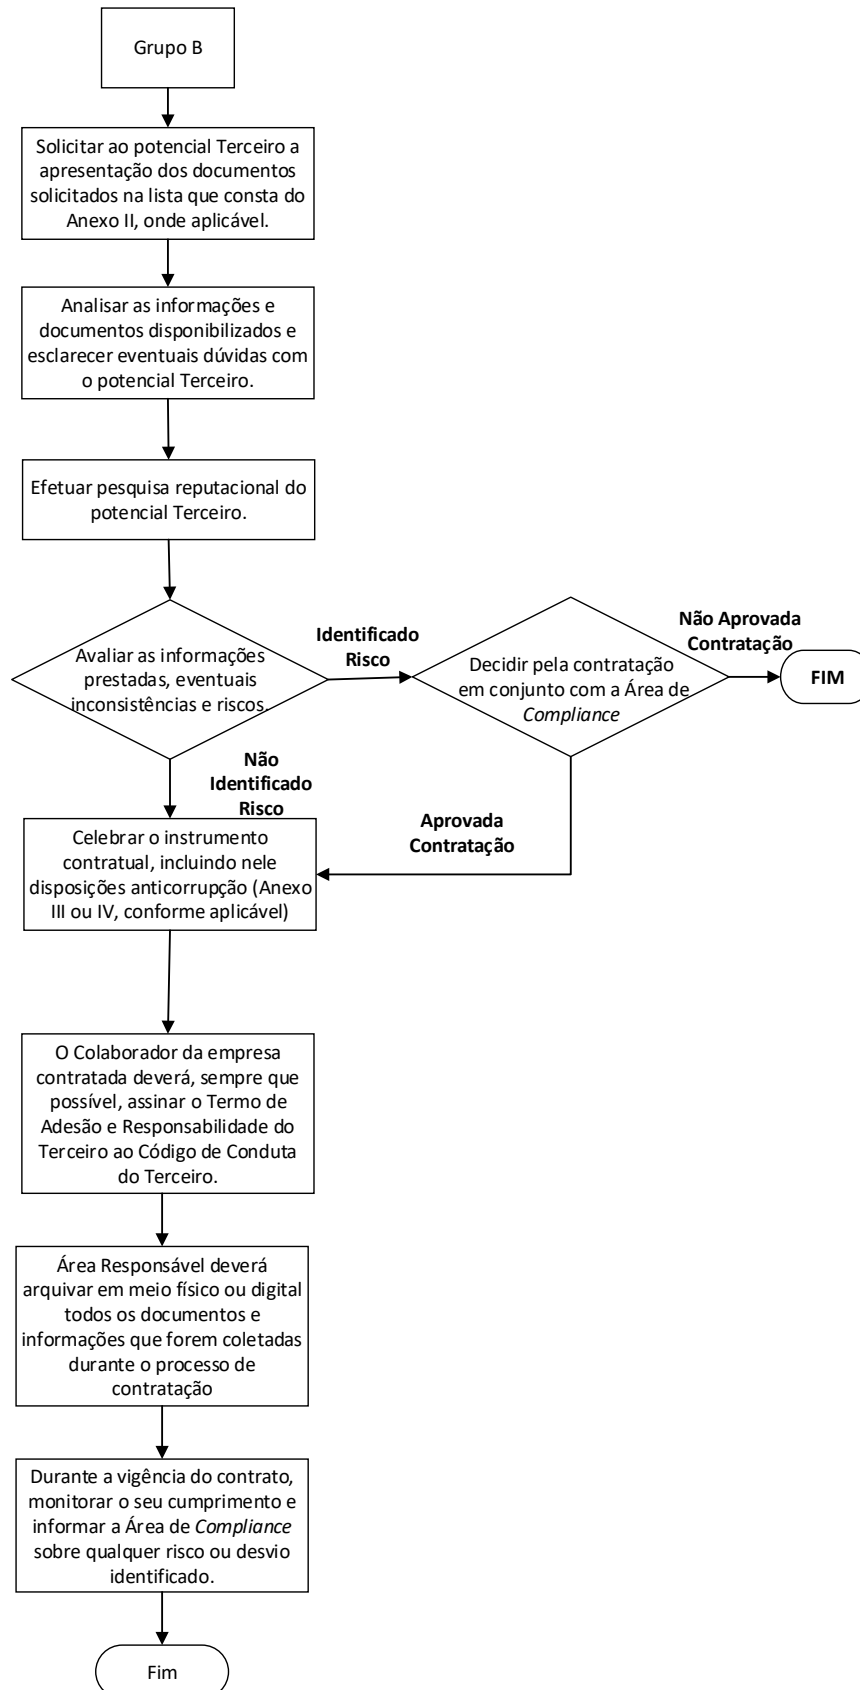 Grupo B
Solicitar ao potencial Terceiro a
apresentação dos documentos
solicitados na lista que consta do
Anexo II, onde aplicável.
Analisar as informações e
documentos disponibilizados e
esclarecer eventuais dúvidas com
o potencial Terceiro.
Efetuar pesquisa reputacional do
potencial Terceiro.
Avaliar as informações
prestadas, eventuais
inconsistências e riscos.
Identificado
Risco
Decidir pela contratação
em conjunto com a Área de
Compliance
Não Aprovada
Contratação
FIM
Não
Identificado
Risco
Aprovada
Contratação
Celebrar o instrumento
contratual, incluindo nele
disposições anticorrupção (Anexo
III ou IV, conforme aplicável)
O Colaborador da empresa
contratada deverá, sempre que
possível, assinar o Termo de
Adesão e Responsabilidade do
Terceiro ao Código de Conduta
do Terceiro.
Área Responsável deverá
arquivar em meio físico ou digital
todos os documentos e
informações que forem coletadas
durante o processo de
contratação
Durante a vigência do contrato,
monitorar o seu cumprimento e
informar a Área de Compliance
sobre qualquer risco ou desvio
identificado.
Fim